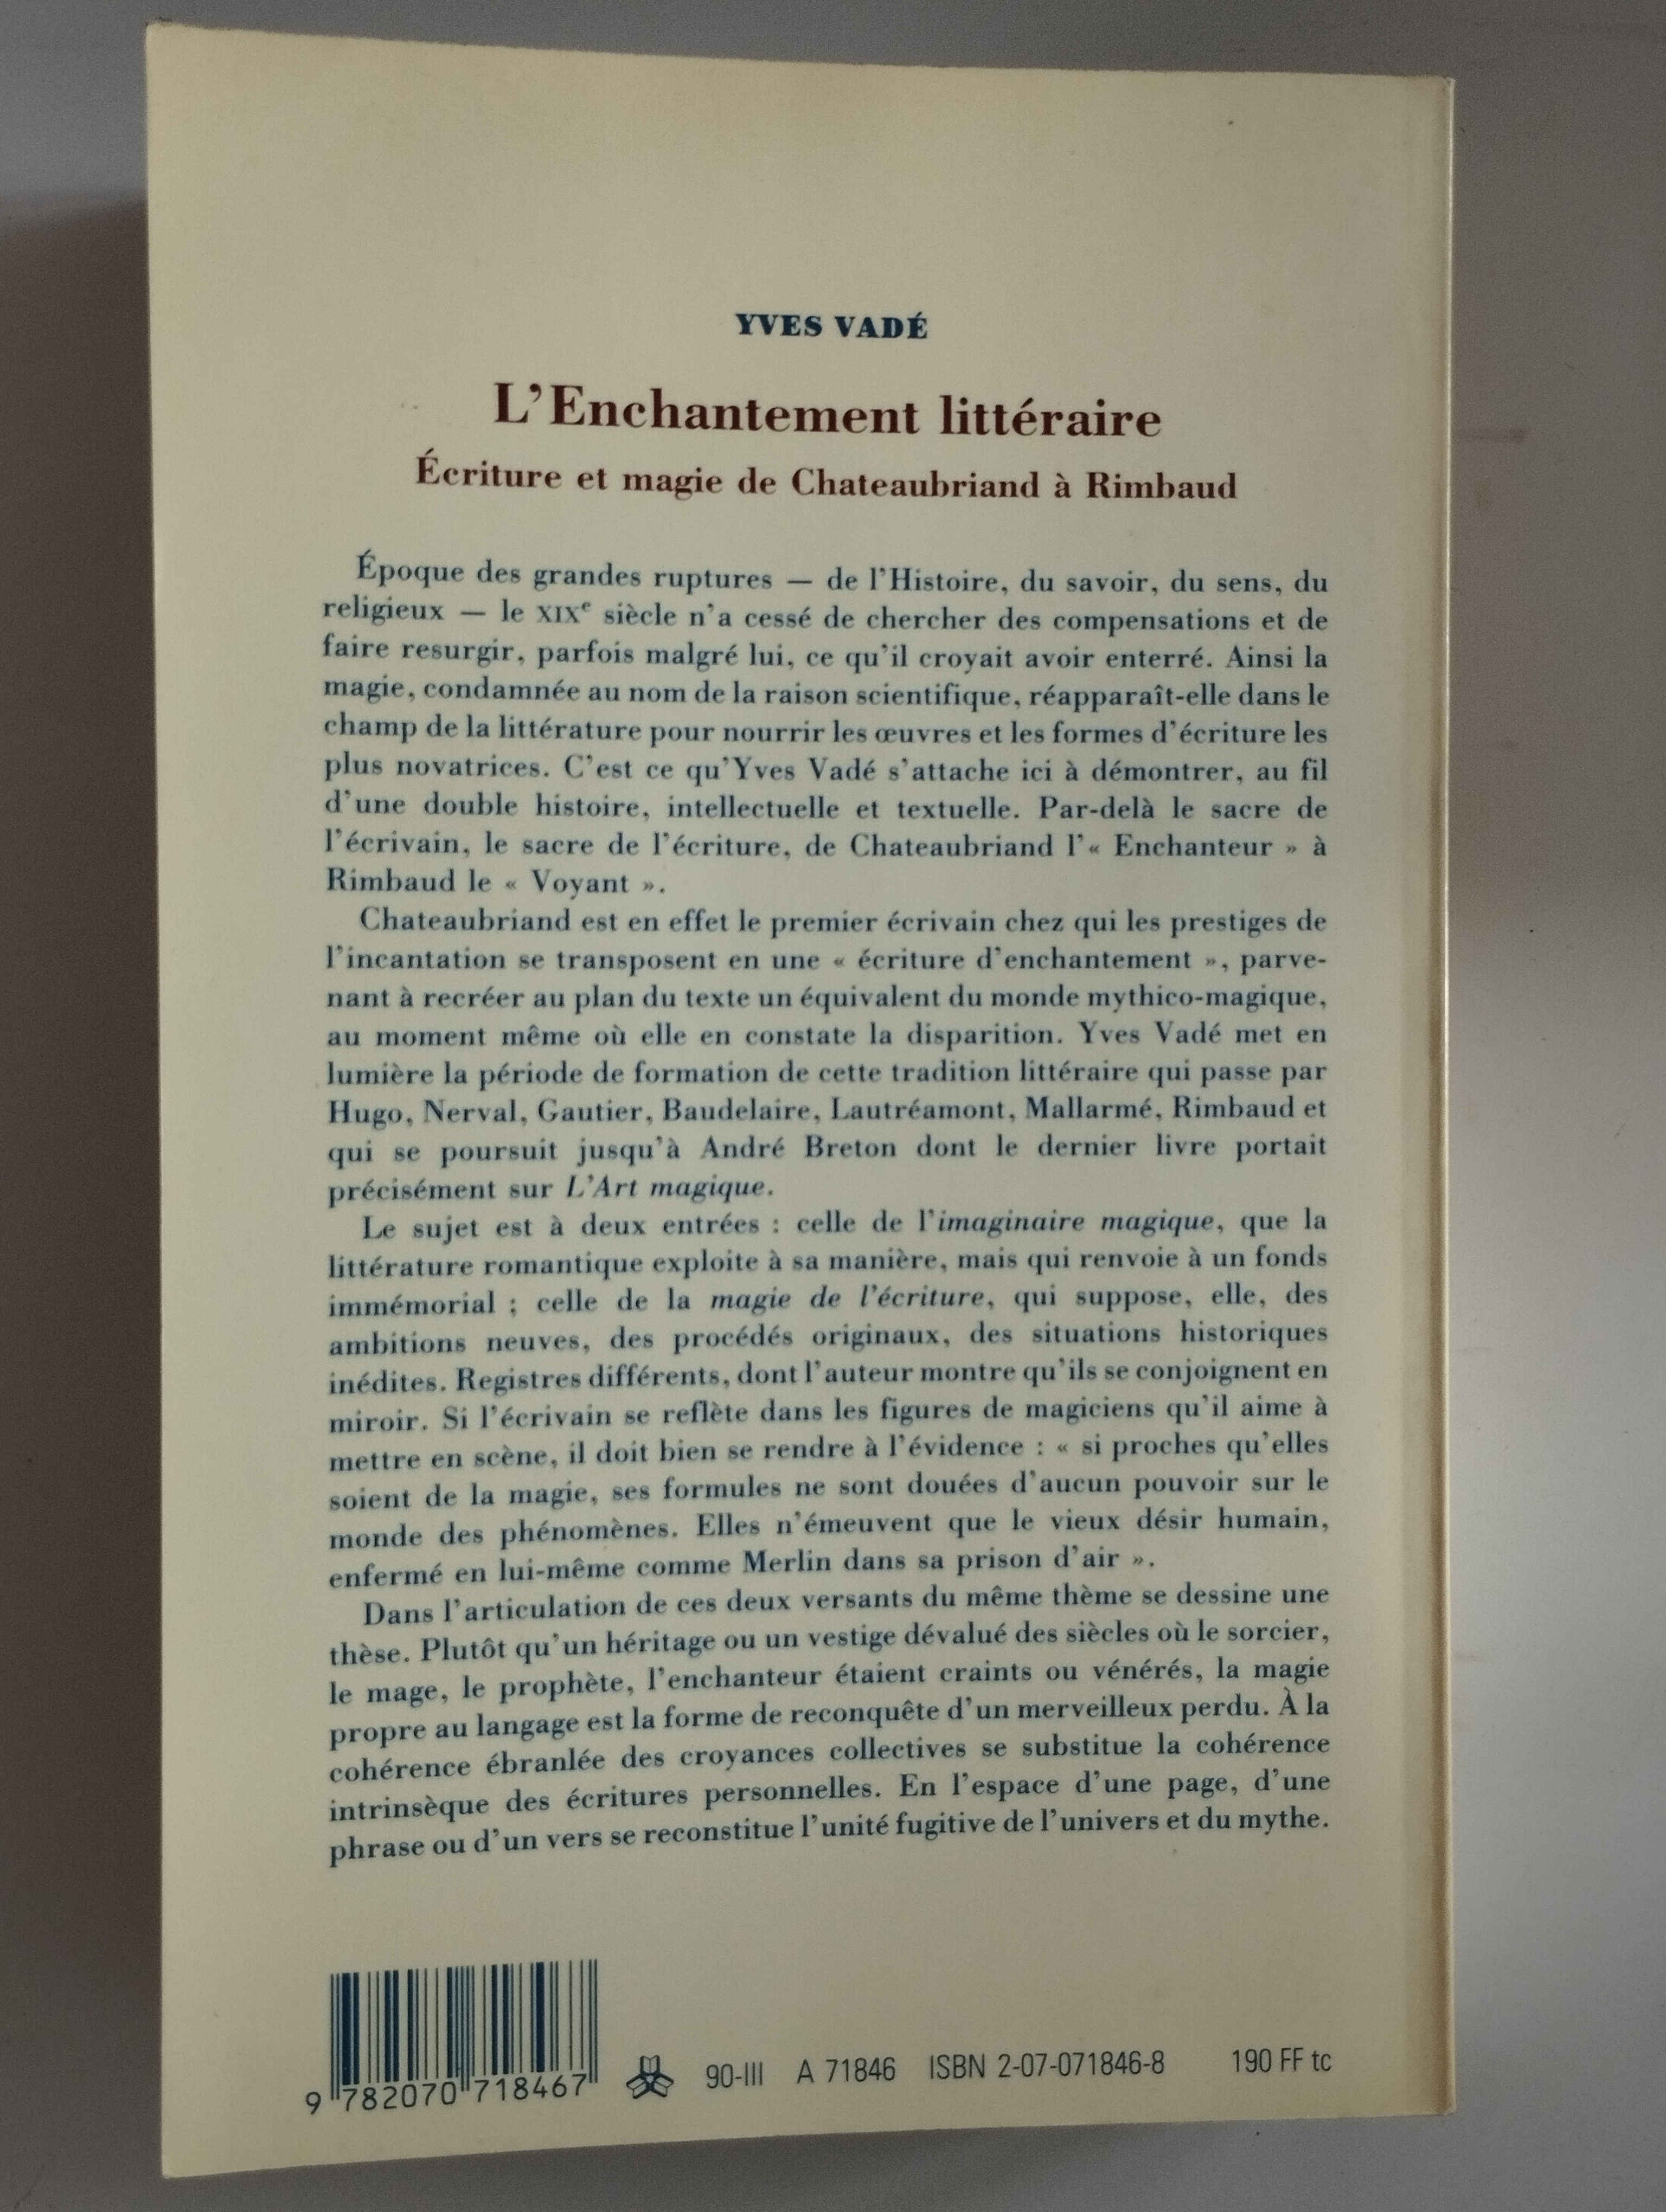 YVES VADÉ
L'Enchantement littéraire
Écriture et magie de Chateaubriand à Rimbaud
Époque des grandes ruptures — de l'Histoire, du savoir, du sens, du
religieux — le XIXe siècle n'a cessé de chercher des compensations et de
faire resurgir, parfois malgré lui, ce qu'il croyait avoir enterré. Ainsi la
magie, condamnée au nom de la raison scientifique, réapparaît-elle dans le
champ de la littérature pour nourrir les œuvres et les formes d'écriture les
plus novatrices. C'est ce qu'Yves Vadé s'attache ici à démontrer, au fil
d'une double histoire, intellectuelle et textuelle. Par-delà le sacre de
l'écrivain, le sacre de l'écriture, de Chateaubriand l'« Enchanteur » à
Rimbaud le « Voyant ».
Chateaubriand est en effet le premier écrivain chez qui les prestiges de
l'incantation se transposent en une « écriture d'enchantement », parve-
nant à recréer au plan du texte un équivalent du monde mythico-magique,
au moment même où elle en constate la disparition. Yves Vadé met en
lumière la période de formation de cette tradition littéraire qui passe par
Hugo, Nerval, Gautier, Baudelaire, Lautréamont, Mallarmé, Rimbaud et
qui se poursuit jusqu'à André Breton dont le dernier livre portait
précisément sur L'Art magique.
Le sujet est à deux entrées : celle de l'imaginaire magique, que la
littérature romantique exploite à sa manière, mais qui renvoie à un fonds
immémorial ; celle de la magie de l'écriture, qui suppose, elle, des
ambitions neuves, des procédés originaux, des situations historiques
inédites. Registres différents, dont l'auteur montre qu'ils se conjoignent en
miroir. Si l'écrivain se reflète dans les figures de magiciens qu'il aime à
mettre en scène, il doit bien se rendre à l'évidence : « si proches qu'elles
soient de la magie, ses formules ne sont douées d'aucun pouvoir sur le
monde des phénomènes. Elles n'émeuvent que le vieux désir humain,
enfermé en lui-même comme Merlin dans sa prison d'air ».
Dans l'articulation de ces deux versants du même thème se dessine une
thèse. Plutôt qu'un héritage ou un vestige dévalué des siècles où le sorcier,
le mage, le prophète, l'enchanteur étaient craints ou vénérés, la magie
propre au langage est la forme de reconquête d'un merveilleux perdu. À la
cohérence ébranlée des croyances collectives se substitue la cohérence
intrinsèque des écritures personnelles. En l'espace d'une page, d'une
phrase ou d'un vers se reconstitue l'unité fugitive de l'univers et du mythe.
9 782070 718467 90-III A 71846 ISBN 2-07-071846-8 190 FF tc